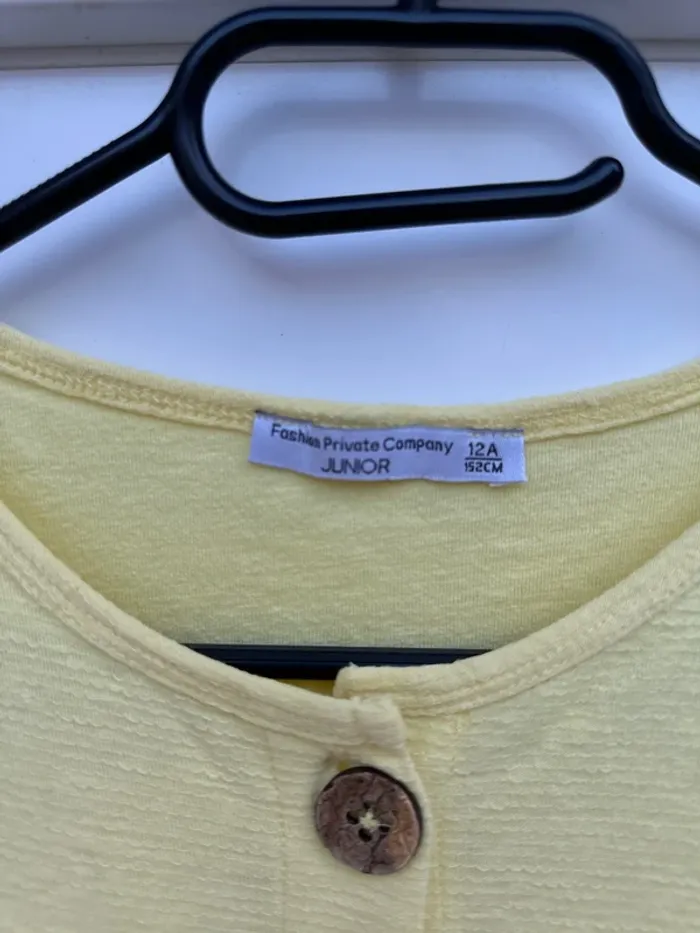 Fashion Private Company
JUNIOR
12A
152CM